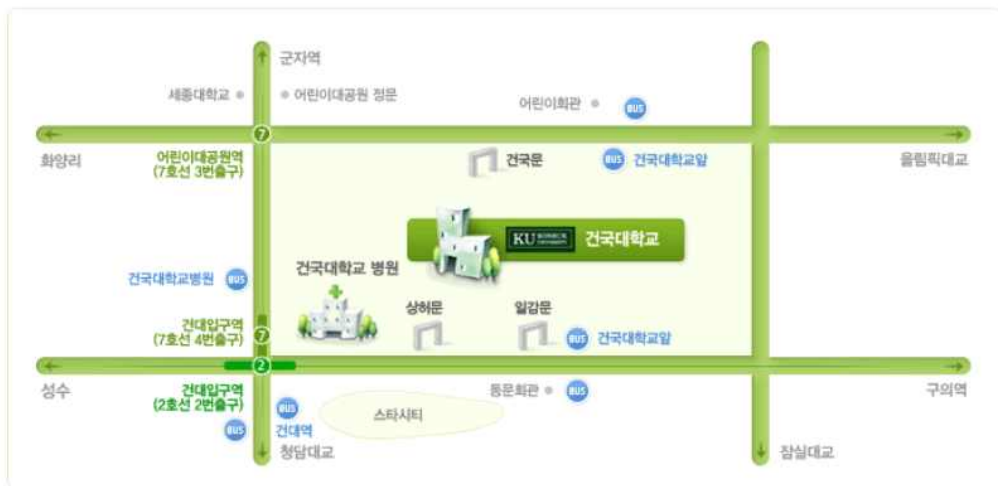 군자역
세종대학교
어린이대공원 정문
어린이회관
BUS
7
화양리
어린이대공원역
(7호선 3번출구)
건국문
BUS 건국대학교앞
올림픽대교
KU
건국대학교
건국대학교병원 BUS
건국대학교 병원
상허문
일감문
건대입구역
(7호선 4번출구)
7
BUS 건국대학교앞
2
성수
건대입구역
(2호선 2번출구)
동문회관
BUS
구의역
BUS
건대역
BUS
스타시티
청담대교
잠실대교